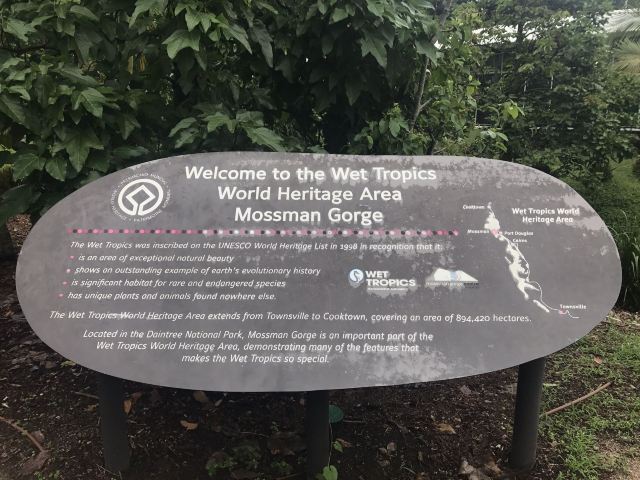 Welcome to the Wet Tropics
World Heritage Area
Mossman Gorge
The Wet Tropics was inscribed on the UNESCO World Heritage List in 1998 in recognition that it:
• is an area of exceptional natural beauty
• shows an outstanding example of earth's evolutionary history
• is significant habitat for rare and endangered species
• has unique plants and animals found nowhere else.
WET
TROPICS
Cooktown
Wet Tropics World
Heritage Area
Mossman
Port Douglas
Cairns
Townsville
The Wet Tropics World Heritage Area extends from Townsville to Cooktown, covering an area of 894,420 hectares.
Located in the Daintree National Park, Mossman Gorge is an important part of the
Wet Tropics World Heritage Area, demonstrating many of the features that
makes the Wet Tropics so special.